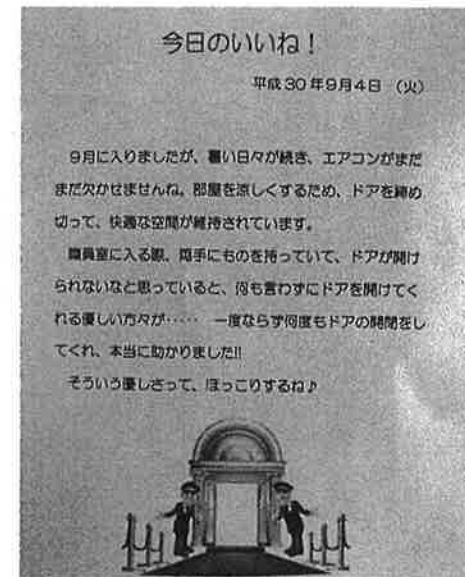 今日のいいね！
平成30年9月4日　（火）
9月に入りましたが、暑い日々が続き、エアコンがまだ
まだ欠かせませんね。部屋を涼しくするため、ドアを締め
切って、快適な空間が維持されています。
職員室に入る際、両手にものを持っていて、ドアが開け
られないなと思っていると、何も言わずにドアを開けてく
れる優しい方々が……　一度ならず何度もドアの開閉をし
てくれ、本当に助かりました!!
そういう優しさって、ほっこりするね♪